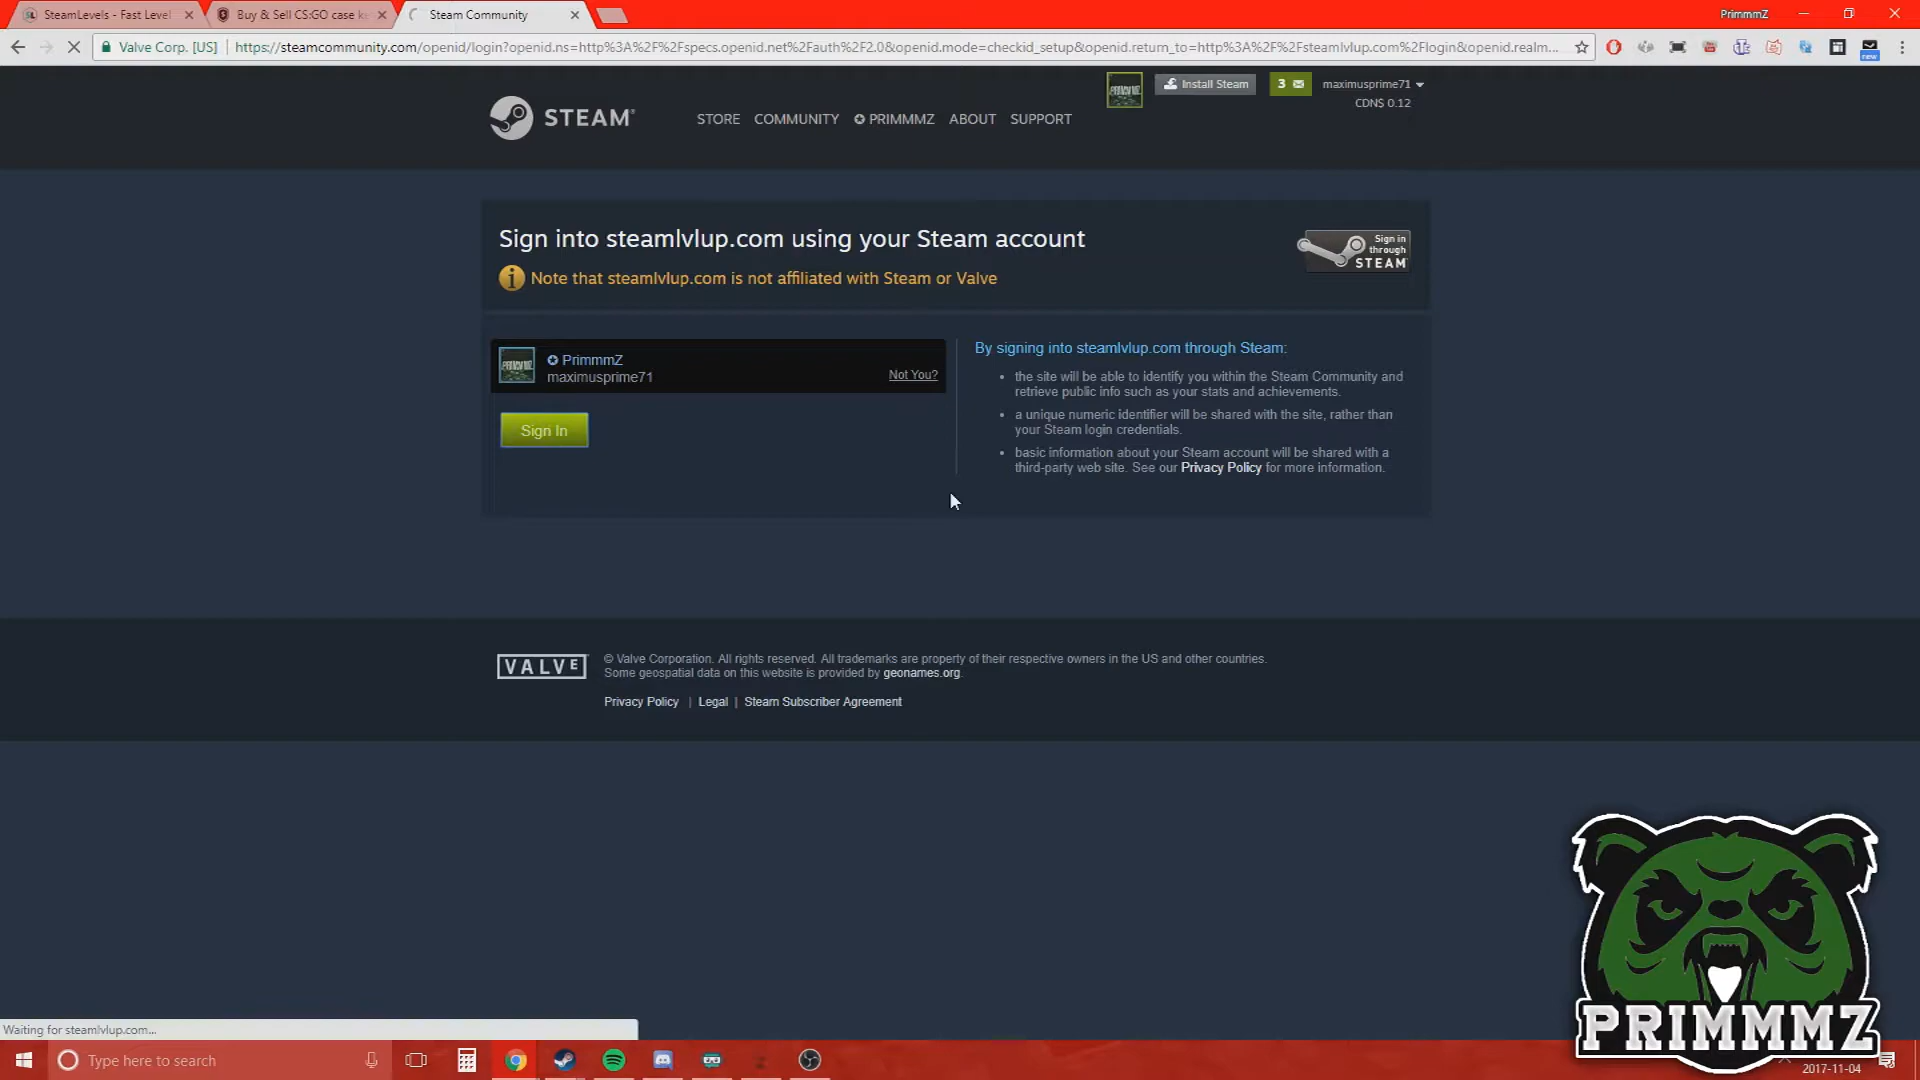 SteamLevels - Fast Level
Buy & Sell CS:GO case k
Steam Community
PrimmmZ
Valve Corp. [US]
https://steamcommunity.com/openid/login?openid.ns=http%3A%2F%2Fspecs.openid.net%2Fauth%2F2.0&openid.mode=checkid_setup&openid.return_to=http%3A%2F%2Fsteamlvlup.com%2Flogin&openid.realm...
new
STEAM
STORE
COMMUNITY
PRIMMMZ
ABOUT
SUPPORT
Install Steam
3
maximusprime71
CDN$ 0.12
Sign into steamlvlup.com using your Steam account
Note that steamlvlup.com is not affiliated with Steam or Valve
Sign in
through
STEAM
PrimmmZ
maximusprime71
Not You?
Sign In
By signing into steamlvlup.com through Steam:
the site will be able to identify you within the Steam Community and
retrieve public info such as your stats and achievements.
a unique numeric identifier will be shared with the site, rather than
your Steam login credentials.
basic information about your Steam account will be shared with a
third-party web site. See our Privacy Policy for more information.
VALVE
© Valve Corporation. All rights reserved. All trademarks are property of their respective owners in the US and other countries.
Some geospatial data on this website is provided by geonames.org.
Privacy Policy | Legal | Steam Subscriber Agreement
PRIMMMZ
Waiting for steamlvlup.com...
Type here to search
2017-11-04